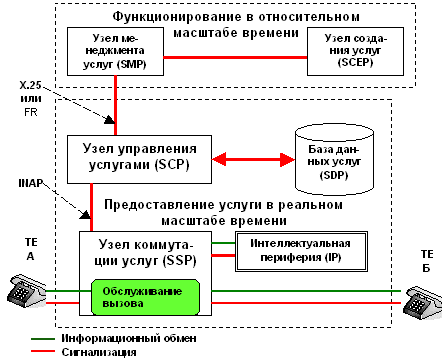 Функционирование в относительном
масштабе времени
Узел ме-
неджмента
услуг (SMP)
Узел созда-
ния услуг
(SCEP)
X.25
или
FR
Узел управления
услугами (SCP)
База дан-
ных услуг
(SDP)
INAP
Предоставление услуги в реальном
масштабе времени
Узел коммута-
ции услуг (SSP)
Интеллектуальная
периферия (IP)
TE
A
TE
Б
Обслуживание
вызова
Информационный обмен
Сигнализация